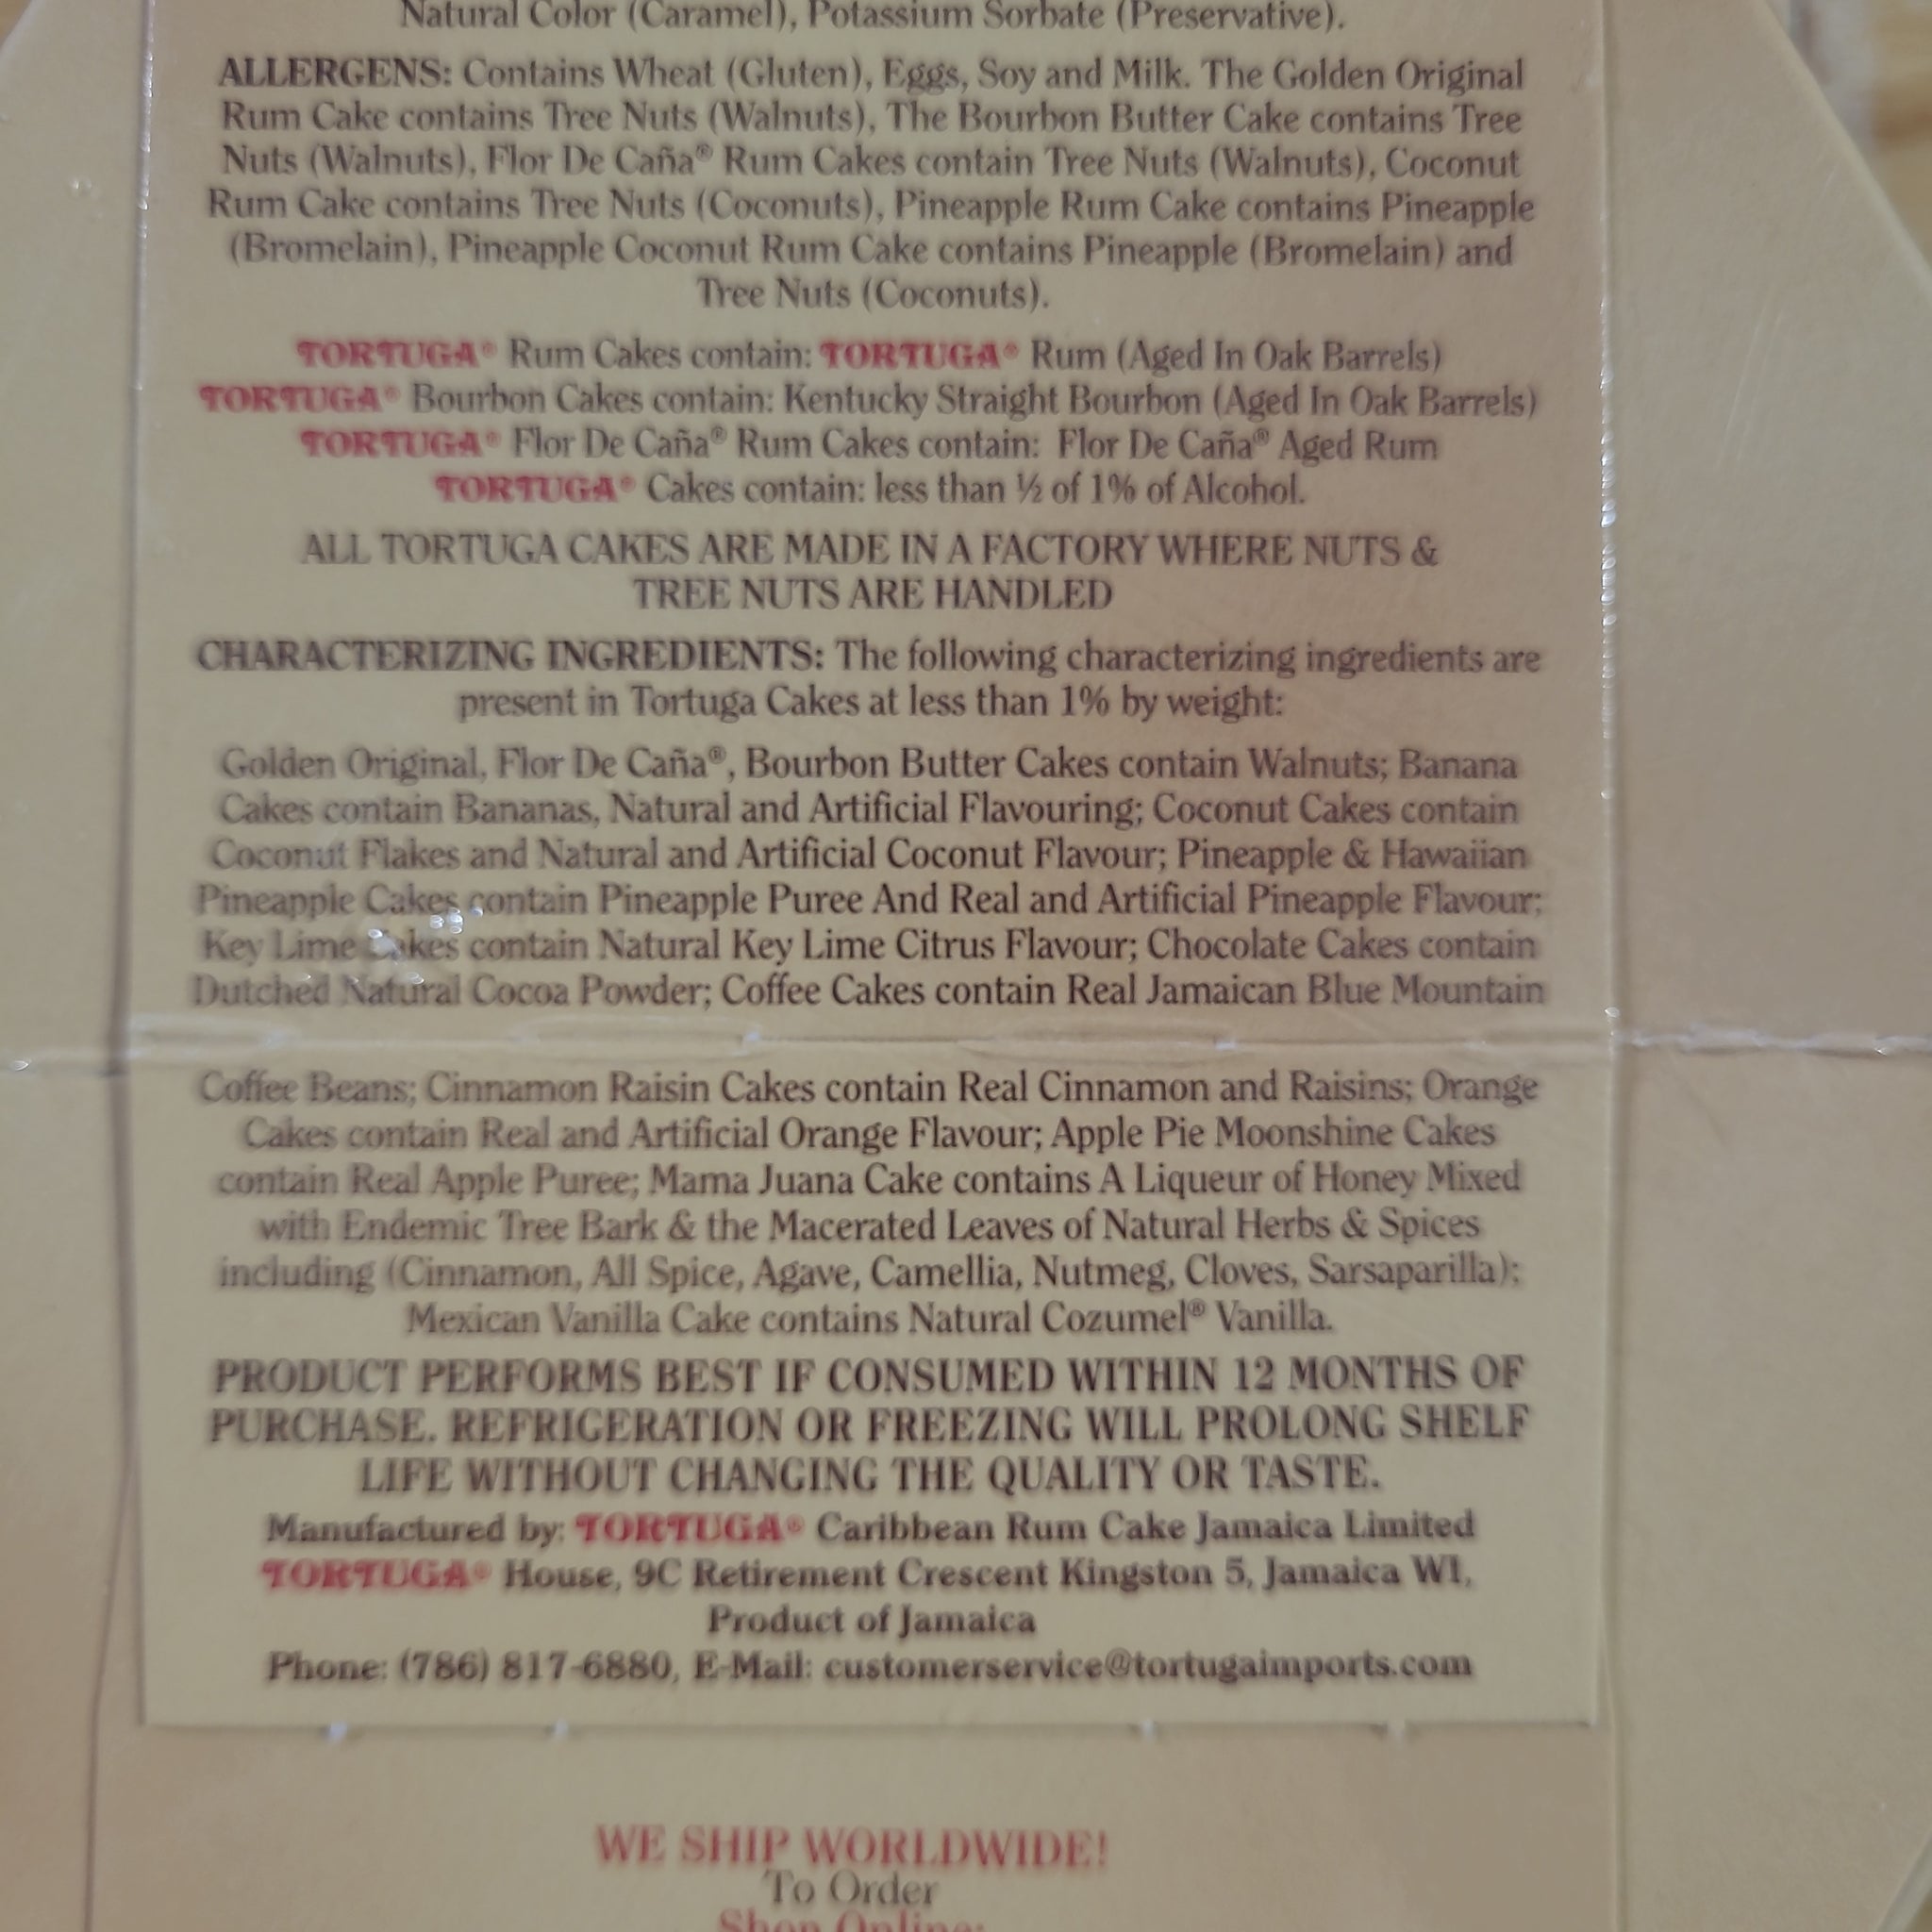 Natural Color (Caramel), Potassium Sorbate (Preservative).
ALLERGENS: Contains Wheat (Gluten), Eggs, Soy and Milk. The Golden Original
Rum Cake contains Tree Nuts (Walnuts), The Bourbon Butter Cake contains Tree
Nuts (Walnuts), Flor De Caña® Rum Cakes contain Tree Nuts (Walnuts), Coconut
Rum Cake contains Tree Nuts (Coconuts), Pineapple Rum Cake contains Pineapple
(Bromelain), Pineapple Coconut Rum Cake contains Pineapple (Bromelain) and
Tree Nuts (Coconuts).
TORTUGA® Rum Cakes contain: TORTUGA® Rum (Aged In Oak Barrels)
TORTUGA® Bourbon Cakes contain: Kentucky Straight Bourbon (Aged In Oak Barrels)
TORTUGA® Flor De Caña® Rum Cakes contain: Flor De Caña® Aged Rum
TORTUGA® Cakes contain: less than ½ of 1% of Alcohol.
ALL TORTUGA CAKES ARE MADE IN A FACTORY WHERE NUTS &
TREE NUTS ARE HANDLED
CHARACTERIZING INGREDIENTS: The following characterizing ingredients are
present in Tortuga Cakes at less than 1% by weight:
Golden Original, Flor De Caña®, Bourbon Butter Cakes contain Walnuts; Banana
Cakes contain Bananas, Natural and Artificial Flavouring; Coconut Cakes contain
Coconut Flakes and Natural and Artificial Coconut Flavour; Pineapple & Hawaiian
Pineapple Cakes contain Pineapple Puree And Real and Artificial Pineapple Flavour;
Key Lime Cakes contain Natural Key Lime Citrus Flavour; Chocolate Cakes contain
Dutched Natural Cocoa Powder; Coffee Cakes contain Real Jamaican Blue Mountain
Coffee Beans; Cinnamon Raisin Cakes contain Real Cinnamon and Raisins; Orange
Cakes contain Real and Artificial Orange Flavour; Apple Pie Moonshine Cakes
contain Real Apple Puree; Mama Juana Cake contains A Liqueur of Honey Mixed
with Endemic Tree Bark & the Macerated Leaves of Natural Herbs & Spices
including (Cinnamon, All Spice, Agave, Camellia, Nutmeg, Cloves, Sarsaparilla);
Mexican Vanilla Cake contains Natural Cozumel® Vanilla.
PRODUCT PERFORMS BEST IF CONSUMED WITHIN 12 MONTHS OF
PURCHASE. REFRIGERATION OR FREEZING WILL PROLONG SHELF
LIFE WITHOUT CHANGING THE QUALITY OR TASTE.
Manufactured by: TORTUGA® Caribbean Rum Cake Jamaica Limited
TORTUGA® House, 9C Retirement Crescent Kingston 5, Jamaica WI,
Product of Jamaica
Phone: (786) 817-6880, E-Mail: customerservice@tortugaimports.com
WE SHIP WORLDWIDE!
To Order
Shop Online: